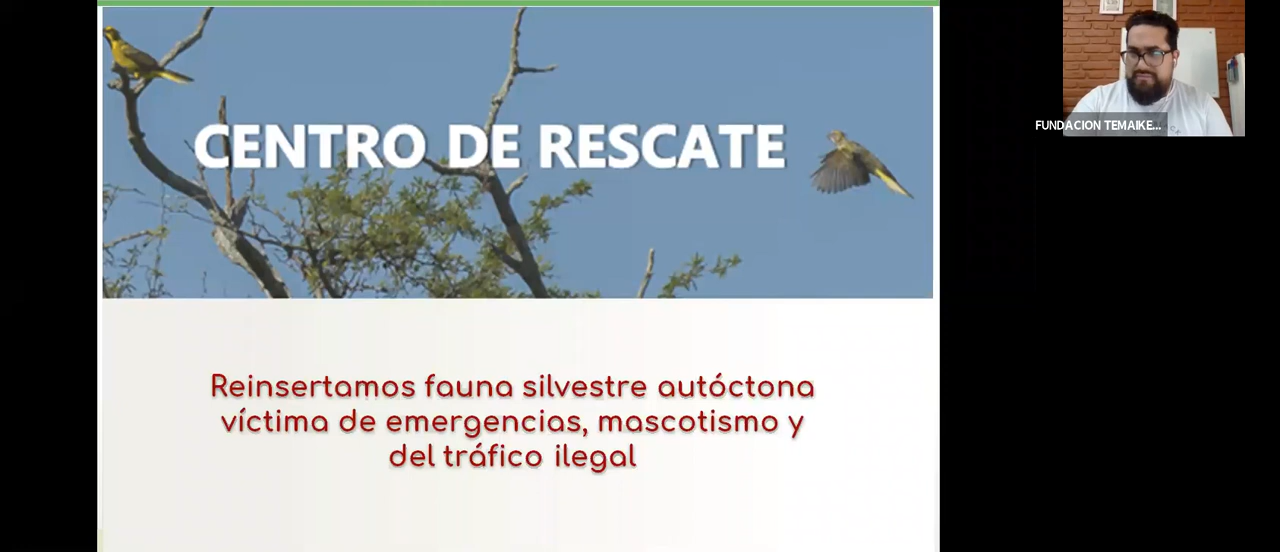 CENTRO DE RESCATE
FUNDACION TEMAIKE...
Reinsertamos fauna silvestre autóctona
víctima de emergencias, mascotismo y
del tráfico ilegal